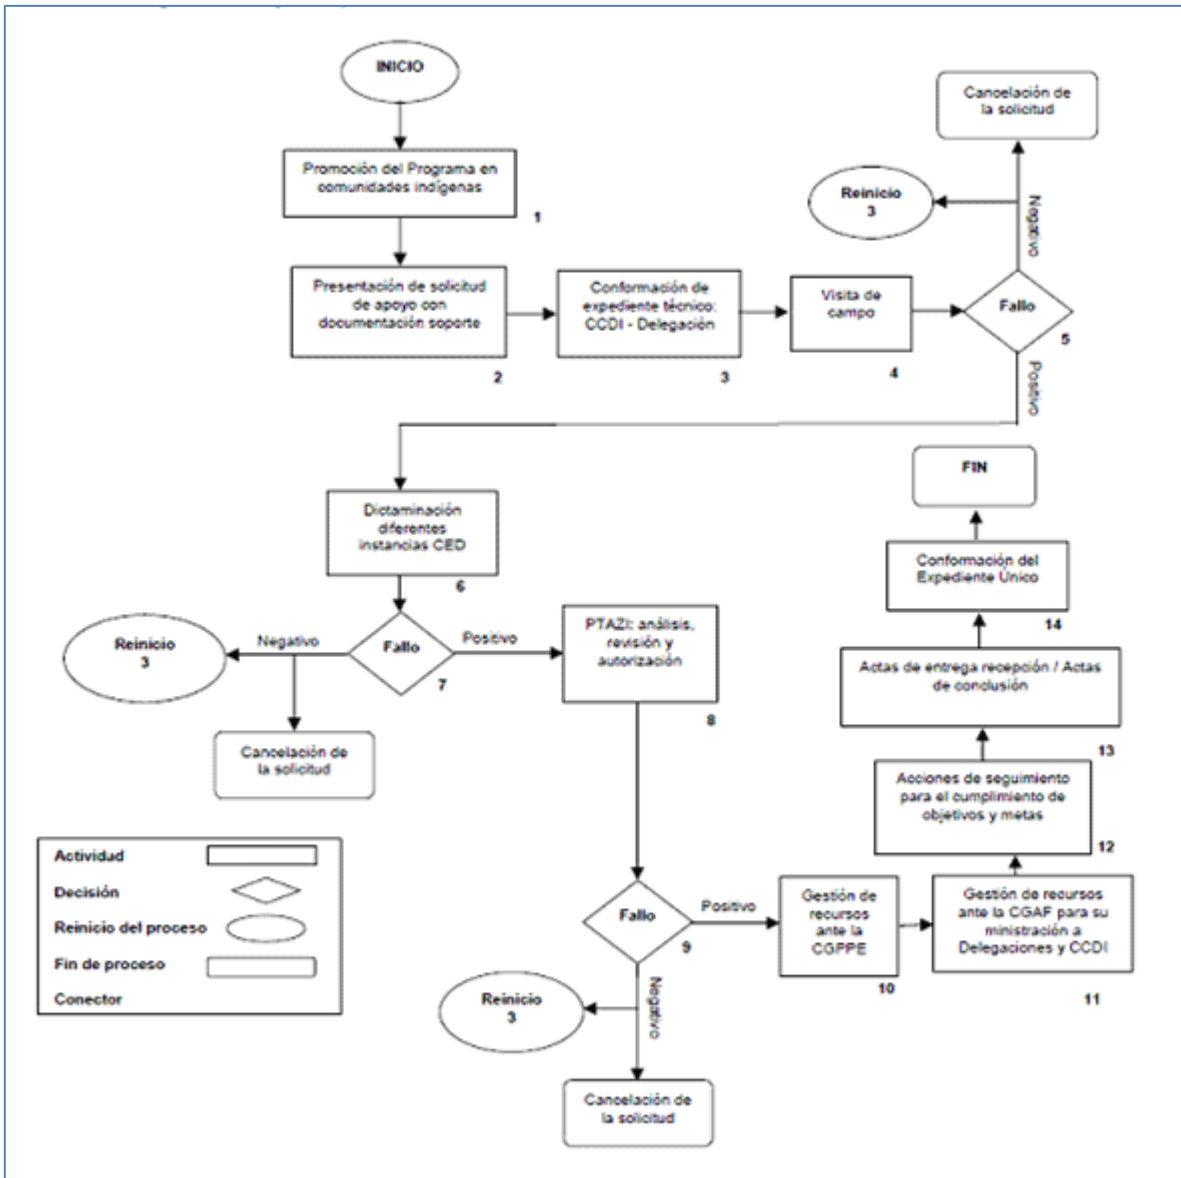 INICIO
Promoción del Programa en
comunidades indígenas
1
Presentación de solicitud
de apoyo con
documentación soporte
2
Conformación de
expediente técnico:
CCDI - Delegación
3
Visita de
campo
4
Fallo
5
Negativo
Reinicio
3
Cancelación de
la solicitud
Positivo
Dictaminación
diferentes
instancias CED
6
Fallo
7
Negativo
Reinicio
3
Cancelación de
la solicitud
Positivo
PTAZI: análisis,
revisión y
autorización
8
Fallo
9
Negativo
Reinicio
3
Cancelación de
la solicitud
Positivo
Gestión de
recursos
ante la
CGPPE
10
Gestión de recursos
ante la CGAF para su
ministración a
Delegaciones y CCDI
11
Acciones de seguimiento
para el cumplimiento de
objetivos y metas
12
Actas de entrega recepción / Actas
de conclusión
13
Conformación del
Expediente Único
14
FIN
Actividad
Decisión
Reinicio del proceso
Fin de proceso
Conector